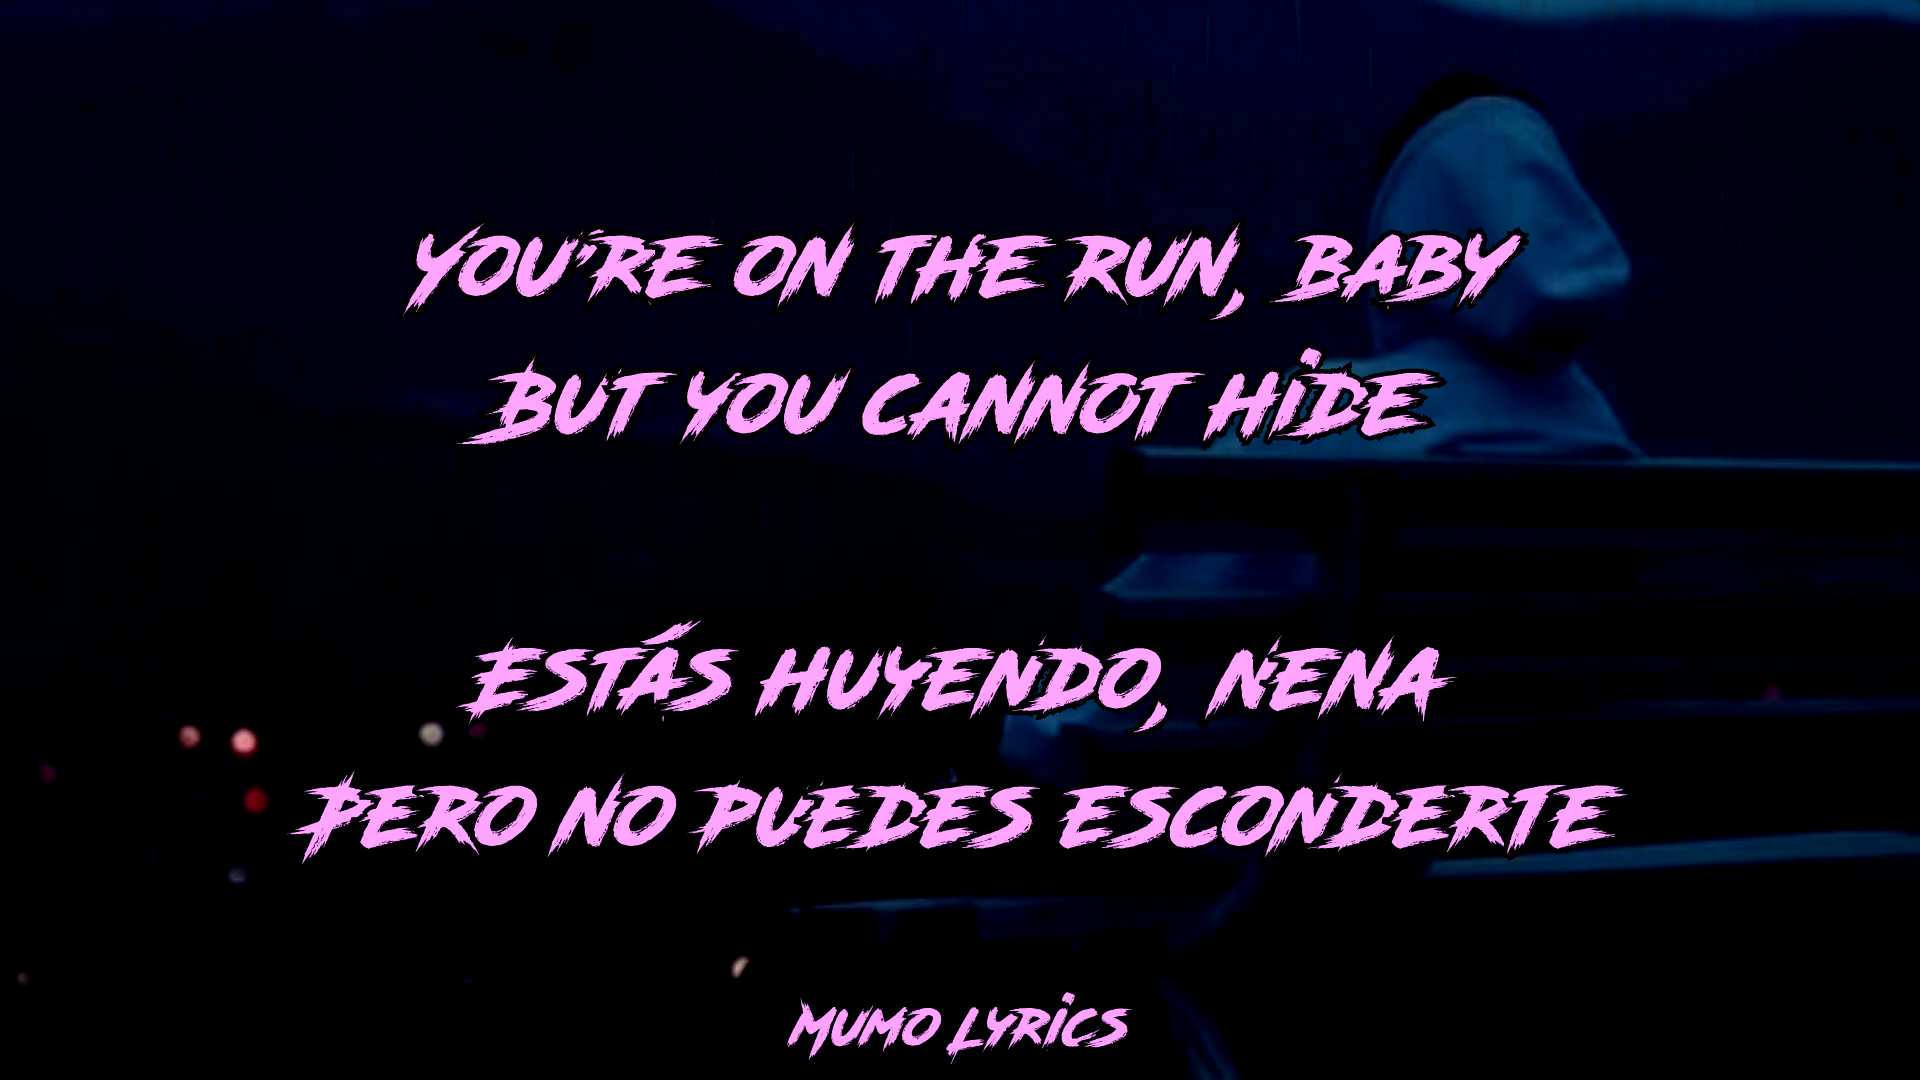 You're on the run, baby
But you cannot hide
Estás huyendo, nena
Pero no puedes esconderte
Mumo Lyrics